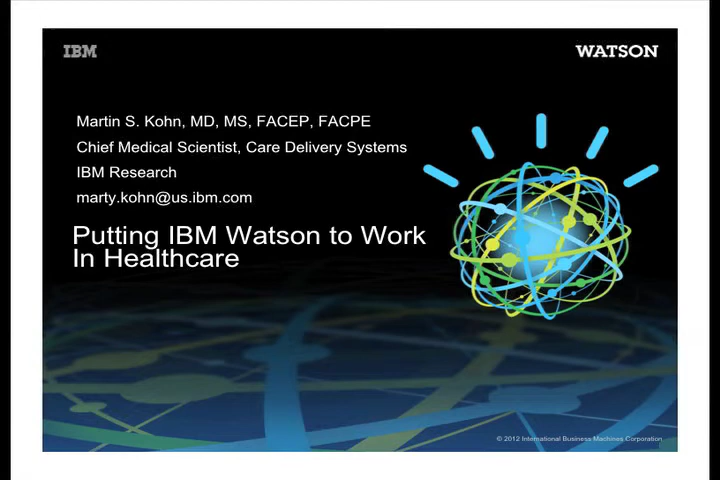 IBM
WATSON
Martin S. Kohn, MD, MS, FACEP, FACPE
Chief Medical Scientist, Care Delivery Systems
IBM Research
marty.kohn@us.ibm.com
Putting IBM Watson to Work
In Healthcare
© 2012 International Business Machines Corporation